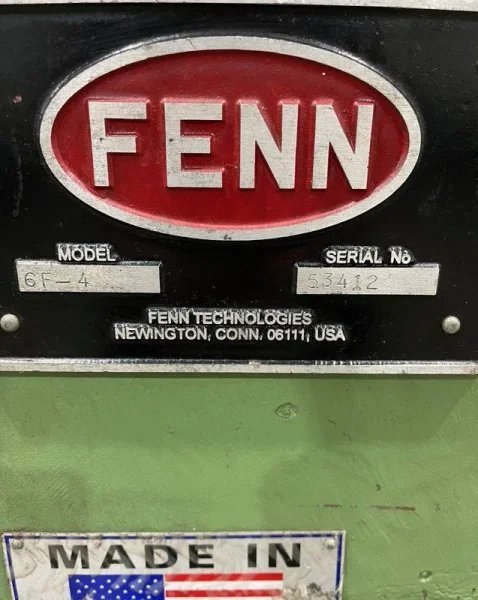 FENN
MODEL
SERIAL No
6F-4
53412
FENN TECHNOLOGIES
NEWINGTON, CONN. 06111, USA
MADE IN